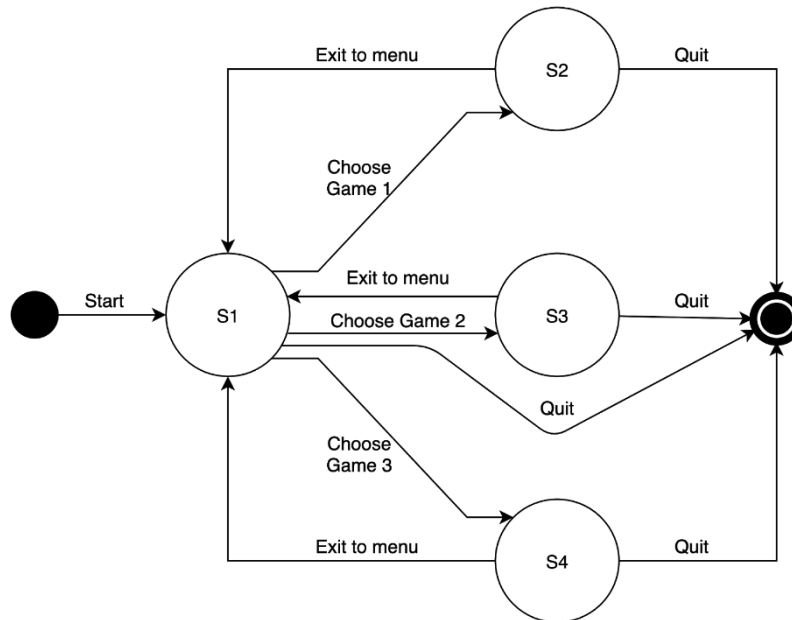 Exit to menu
S2
Quit
Choose
Game 1
Start
S1
Exit to menu
S3
Quit
Choose Game 2
Quit
Choose
Game 3
Exit to menu
S4
Quit